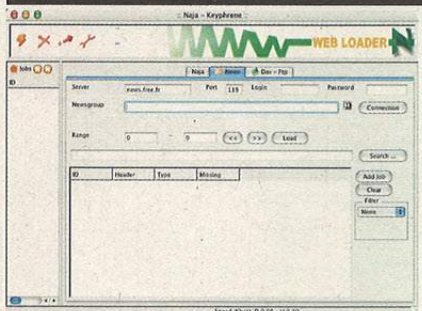 Naja - Keyphrene
WEB LOADER
Jobs
ID
Naja News Dav - Ftp
Server news.free.fr Port 119 Login Password
Newsgroup Connection
Range 0 - 9 << >> Load
Search ...
ID Header Type Missing
Add Job
Clear
Filter
None